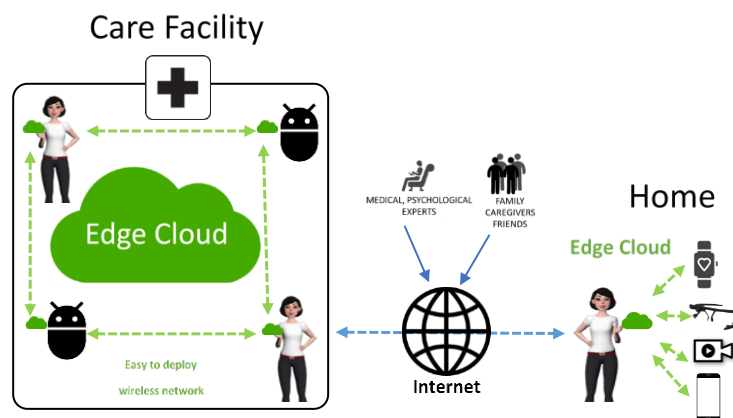 Care Facility
Edge Cloud
Easy to deploy
wireless network
MEDICAL, PSYCHOLOGICAL
EXPERTS
FAMILY
CAREGIVERS
FRIENDS
Internet
Home
Edge Cloud